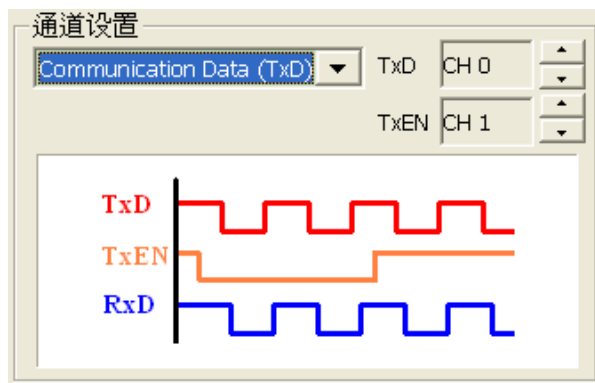 通道设置
Communication Data (TxD) TxD CH 0
TxEN CH 1
TxD
TxEN
RxD